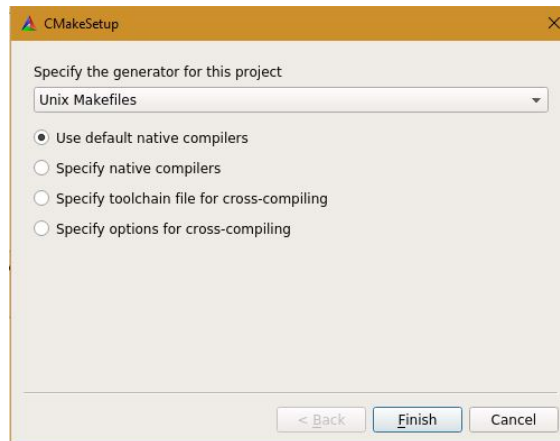 CMakeSetup
Specify the generator for this project
Unix Makefiles
Use default native compilers
Specify native compilers
Specify toolchain file for cross-compiling
Specify options for cross-compiling
< Back
Finish
Cancel